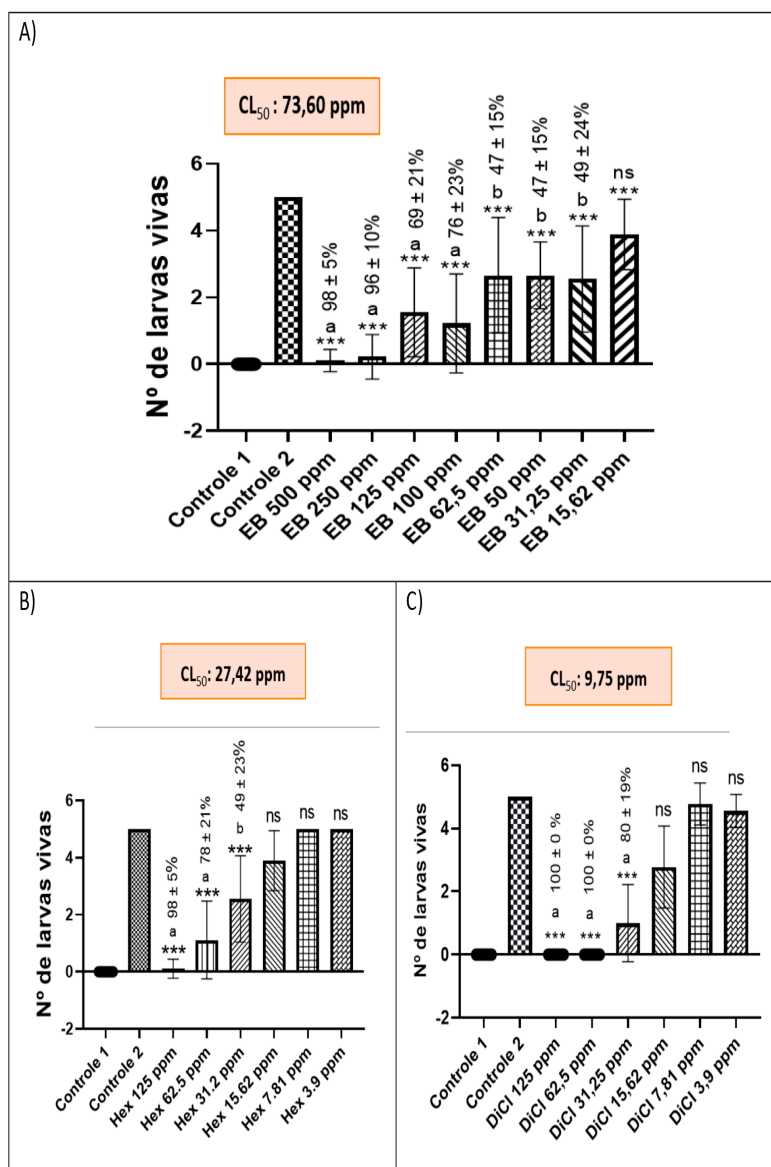 A)
CL50 : 73,60 ppm
Nº de larvas vivas
6
4
2
0
-2
a 98 ± 5%
***
a 96 ± 10%
***
a 69 ± 21%
***
a 76 ± 23%
***
b 47 ± 15%
***
b 47 ± 15%
***
b 49 ± 24%
***
ns
***
Controle 1
Controle 2
EB 500 ppm
EB 250 ppm
EB 125 ppm
EB 100 ppm
EB 62,5 ppm
EB 50 ppm
EB 31,25 ppm
EB 15,62 ppm
B)
CL50: 27,42 ppm
Nº de larvas vivas
6
4
2
0
-2
a 98 ± 5%
***
a 78 ± 21%
***
b 49 ± 23%
***
ns
ns
ns
Controle 1
Controle 2
Hex 125 ppm
Hex 62.5 ppm
Hex 31.2 ppm
Hex 15.62 ppm
Hex 7.81 ppm
Hex 3.9 ppm
C)
CL50: 9,75 ppm
Nº de larvas vivas
6
4
2
0
-2
a 100 ± 0 %
***
a 100 ± 0%
***
a 80 ± 19%
***
ns
ns
ns
Controle 1
Controle 2
DiCl 125 ppm
DiCl 62,5 ppm
DiCl 31,25 ppm
DiCl 15,62 ppm
DiCl 7,81 ppm
DiCl 3,9 ppm